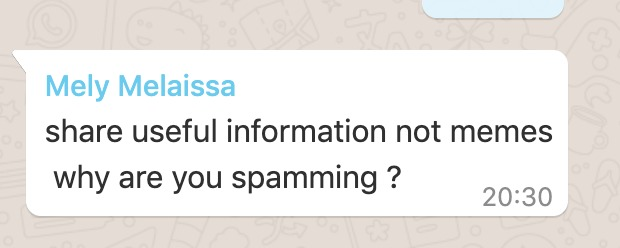 Mely Melaissa
share useful information not memes
why are you spamming ?
20:30